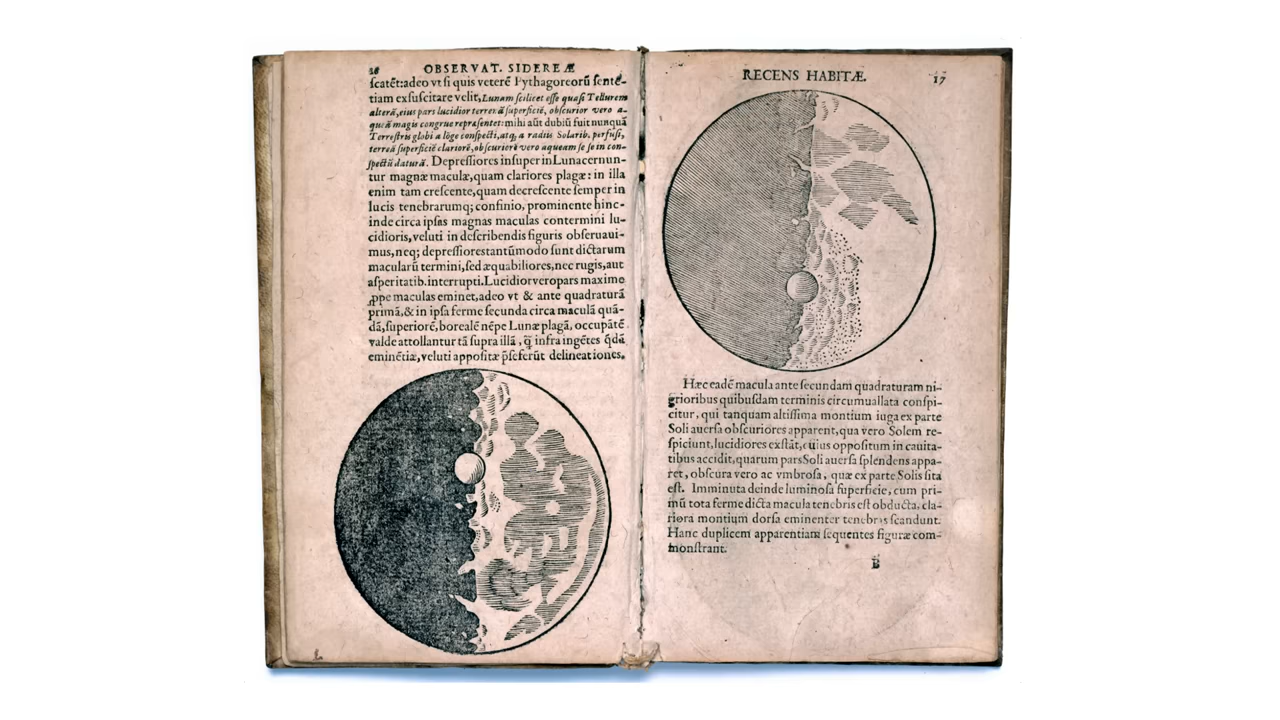 16 OBSERVAT. SIDEREÆ
ſcatẽt: adeo vt ſi quis veterẽ Pythagoreorũ ſentẽ-
tiam exſuſcitare velit, Lunam ſcilicet eſſe quaſi Tellurem
alterã, eius pars lucidior terrenã ſuperficiẽ, obſcurior vero a-
queã magis congrue repræſentet: mihi aũt dubiũ fuit nunquã
Terreſtris globi a lõge conſpecti, atq; a radiis Solarib. perfuſi,
terreã ſuperficiẽ clariorẽ, obſcuriorẽ vero aqueam ſe ſe in con-
ſpectũ daturã. Depreſſiores inſuper in Luna cernun-
tur magnæ maculæ, quam clariores plagæ: in illa
enim tam creſcente, quam decreſcente ſemper in
lucis tenebrarumq; confinio, prominente hinc-
inde circa ipſas magnas maculas contermini lu-
cidioris, veluti in deſcribendis figuris obſeruaui-
mus, neq; depreſſiores tantũmodo ſunt dictarum
macularũ termini, ſed æquabiliores, nec rugis, aut
aſperitatib. interrupti. Lucidior vero pars maxime
ꝓpe maculas eminet, adeo vt & ante quadraturã
primã, & in ipſa ferme ſecunda circa maculã quã-
dã, ſuperiorẽ, borealẽ nẽpe Lunæ plagã, occupãtẽ
valde attollantur tã ſupra illã, q̃ infra ingẽtes q̃dã
eminẽtiæ, veluti appoſitæ p̃ſeferũt delineationes.
RECENS HABITÆ. 17
Hæc eadẽ macula ante ſecundam quadraturam ni-
grioribus quibuſdam terminis circumuallata conſpi-
citur, qui tanquam altiſſima montium iuga ex parte
Soli auerſa obſcuriores apparent, qua vero Solem re-
ſpiciunt, lucidiores exſtãt, cuius oppoſitum in cauita-
tibus accidit, quarum pars Soli auerſa ſplendens appa-
ret, obſcura vero ac vmbroſa, quæ ex parte Solis ſita
eſt. Imminuta deinde luminoſa ſuperficie, cum pri-
mũ tota ferme dicta macula tenebris eſt obducta, cla-
riora montium dorſa eminenter tenebras ſcandunt.
Hanc duplicem apparentiam ſequentes figuræ com-
monſtrant.
B